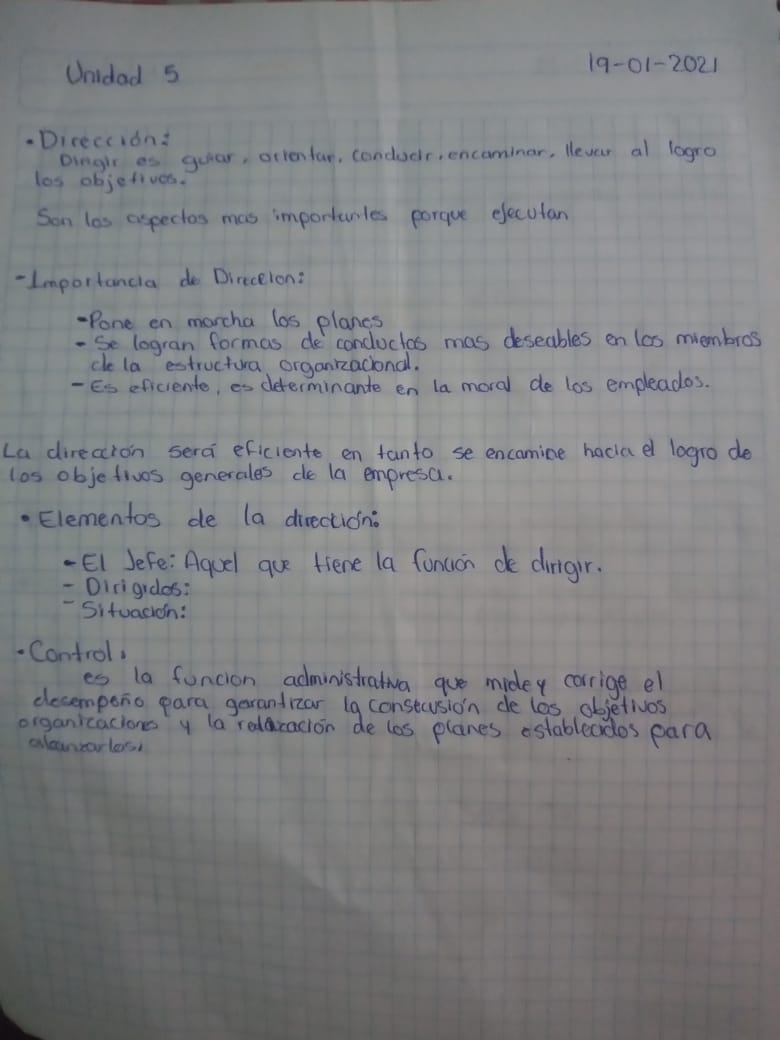 Unidad 5
19-01-2021
• Dirección:
Dirigir es guiar, orientar, conducir, encaminar, llevar al logro
los objetivos.
Son los aspectos mas importantes porque ejecutan
- Importancia de Direccion:
- Pone en marcha los planes
- Se logran formas de conductas mas deseables en los miembros
de la estructura organizacional.
- Es eficiente, es determinante en la moral de los empleados.
La dirección será eficiente en tanto se encamine hacia el logro de
los objetivos generales de la empresa.
• Elementos de la dirección:
- El Jefe: Aquel que tiene la función de dirigir.
- Dirigidos:
- Situación:
• Control.
es la funcion administrativa que mide y corrige el
desempeño para garantizar la consecusión de los objetivos
organizaciones y la de los planes establecidos para
alcanzarlos.